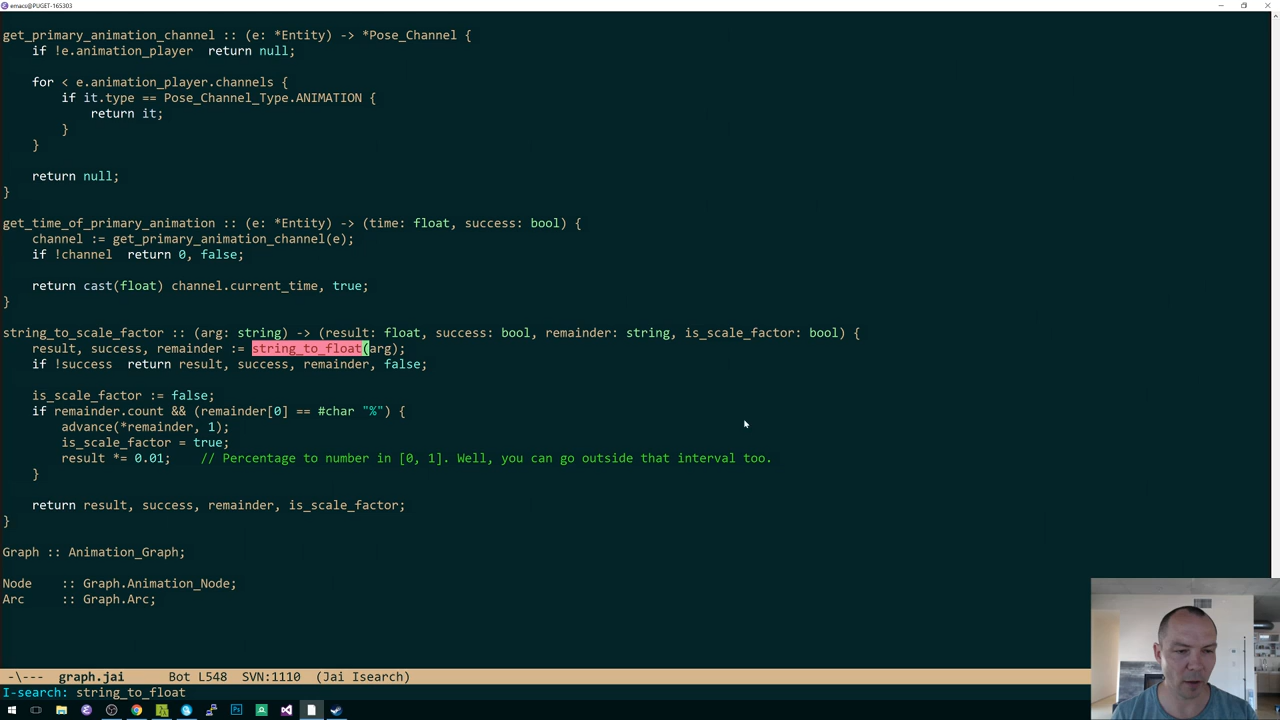 emacs@PUGET-165303
get_primary_animation_channel :: (e: *Entity) -> *Pose_Channel {
    if !e.animation_player  return null;
    for < e.animation_player.channels {
        if it.type == Pose_Channel_Type.ANIMATION {
            return it;
        }
    }
    return null;
}
get_time_of_primary_animation :: (e: *Entity) -> (time: float, success: bool) {
    channel := get_primary_animation_channel(e);
    if !channel  return 0, false;
    return cast(float) channel.current_time, true;
}
string_to_scale_factor :: (arg: string) -> (result: float, success: bool, remainder: string, is_scale_factor: bool) {
    result, success, remainder := string_to_float(arg);
    if !success  return result, success, remainder, false;
    is_scale_factor := false;
    if remainder.count && (remainder[0] == #char "%") {
        advance(*remainder, 1);
        is_scale_factor = true;
        result *= 0.01;    // Percentage to number in [0, 1]. Well, you can go outside that interval too.
    }
    return result, success, remainder, is_scale_factor;
}
Graph :: Animation_Graph;
Node    :: Graph.Animation_Node;
Arc     :: Graph.Arc;
-\---  graph.jai      Bot L548  SVN:1110  (Jai Isearch)
I-search: string_to_float